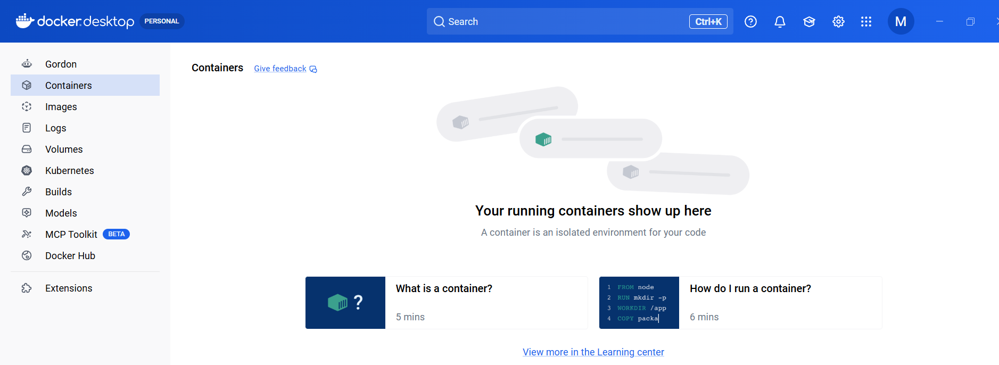 docker.desktop PERSONAL
Search Ctrl+K
M
Gordon
Containers
Images
Logs
Volumes
Kubernetes
Builds
Models
MCP Toolkit BETA
Docker Hub
Extensions
Containers Give feedback
Your running containers show up here
A container is an isolated environment for your code
?
What is a container?
5 mins
1 FROM node
2 RUN mkdir -p
3 WORKDIR /app
4 COPY packa
How do I run a container?
6 mins
View more in the Learning center